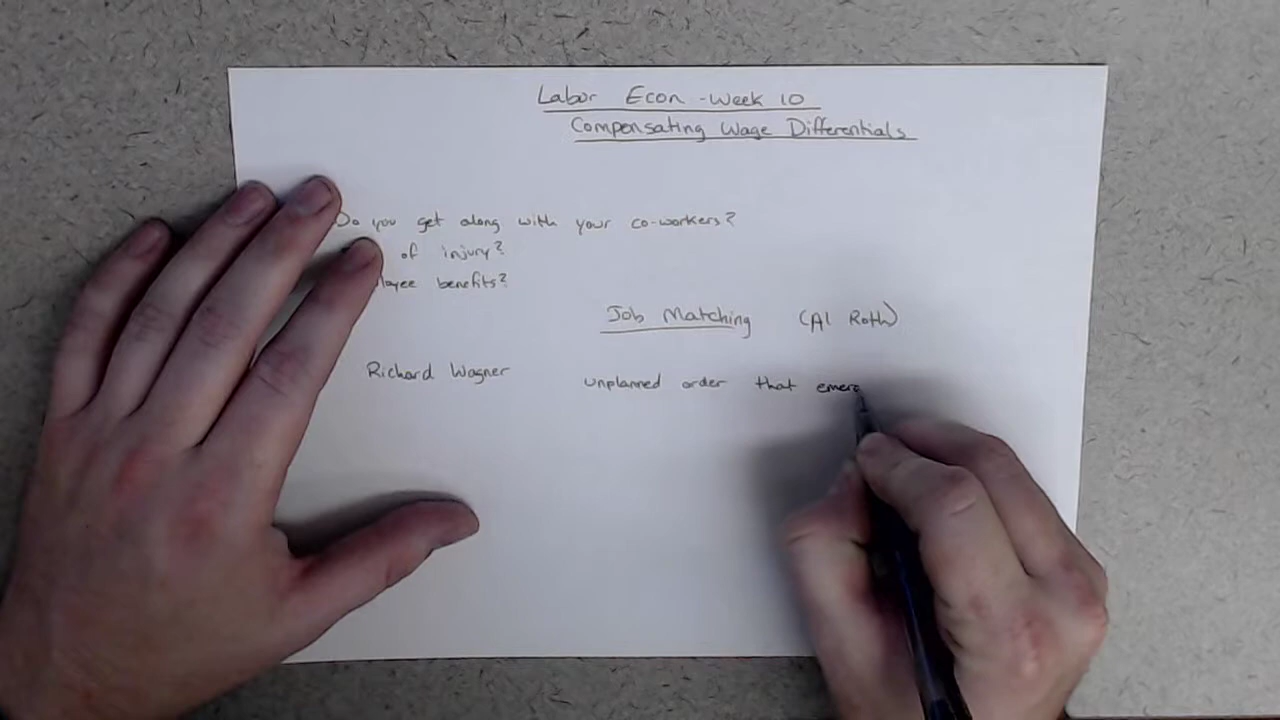 Labor Econ - Week 10
Compensating Wage Differentials
Do you get along with your co-workers?
of injury?
benefits?
Job Matching (Al Roth)
Richard Wagner
unplanned order that